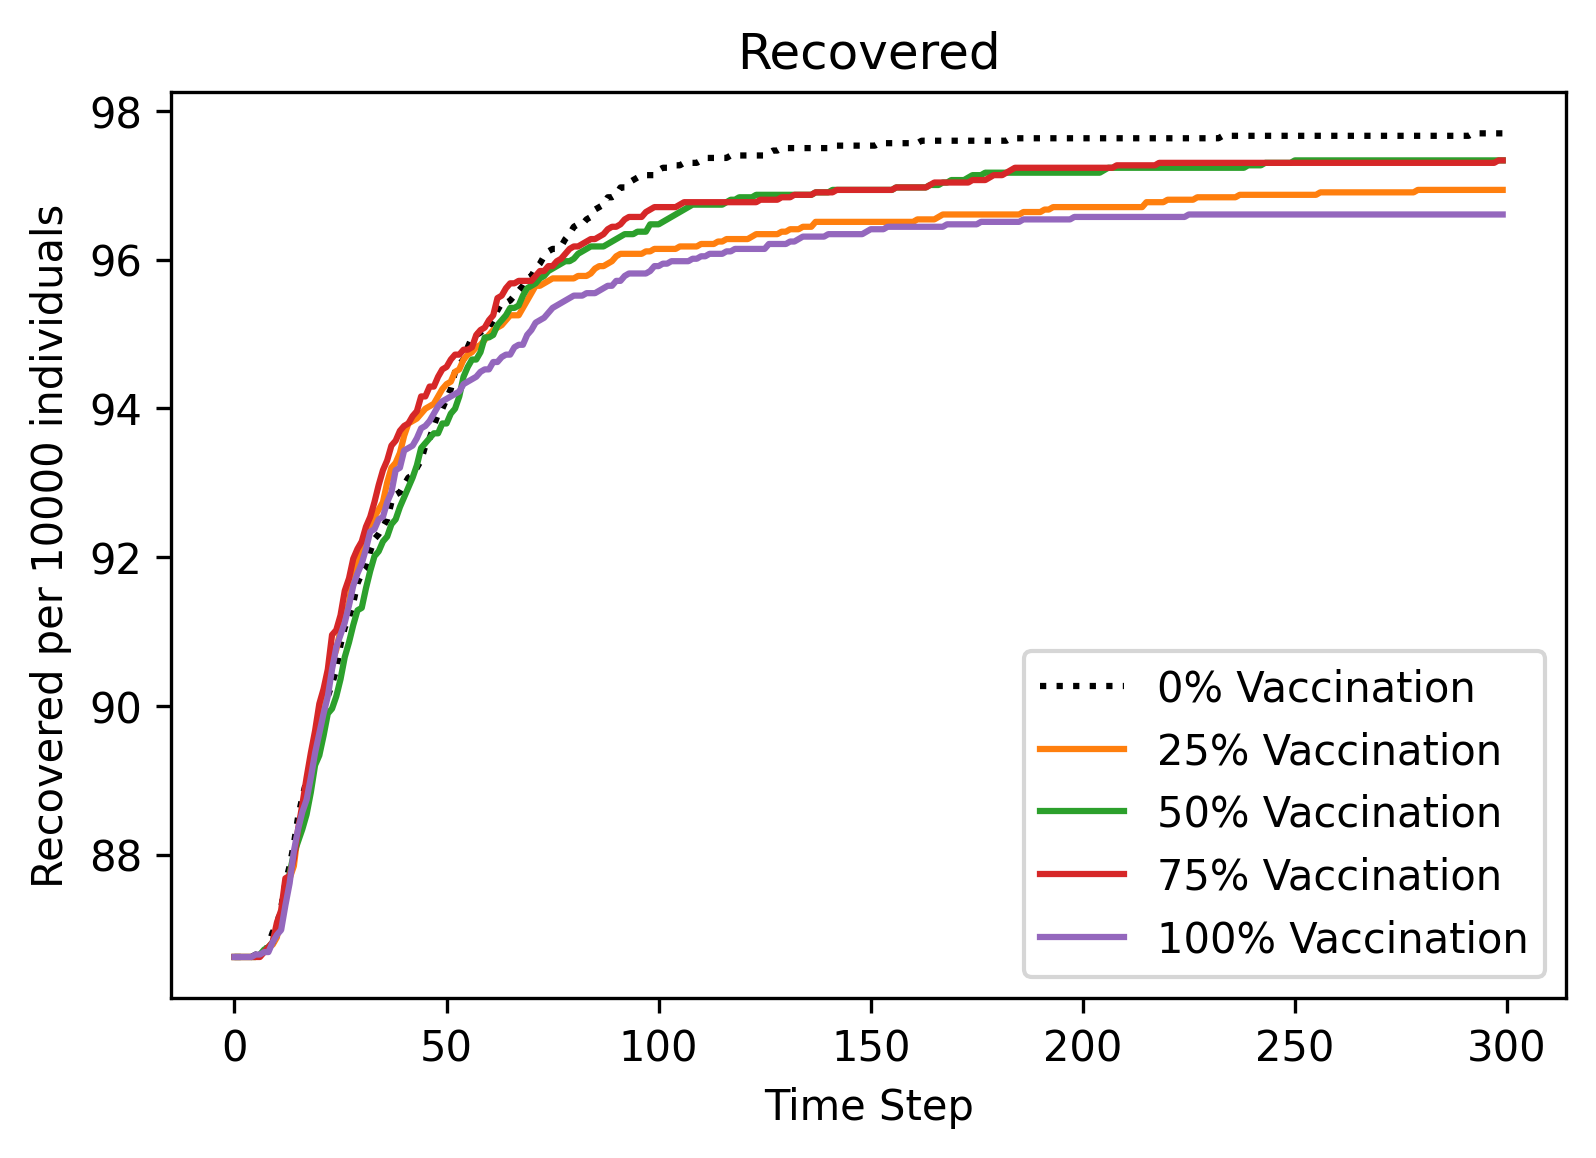 Recovered
Recovered per 10000 individuals
98
96
94
92
90
88
0% Vaccination
25% Vaccination
50% Vaccination
75% Vaccination
100% Vaccination
0 50 100 150 200 250 300
Time Step